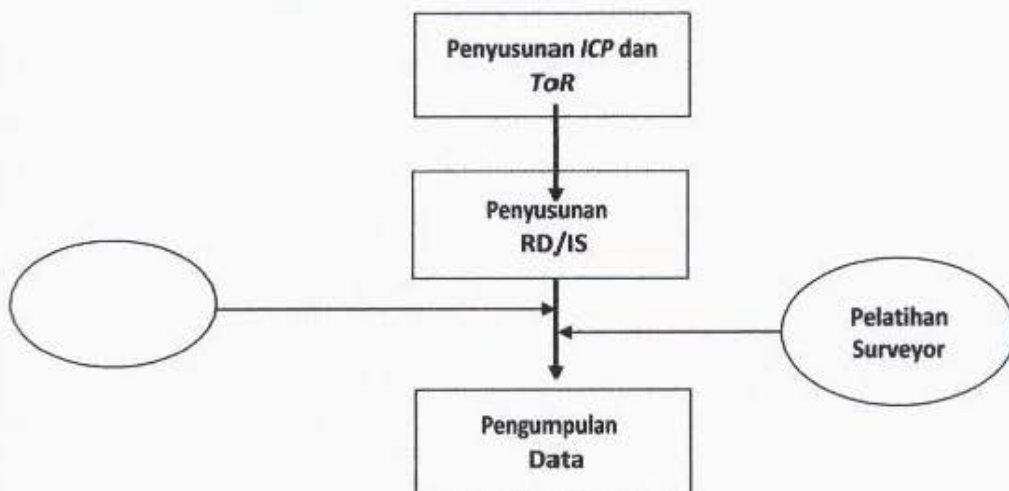 Penyusunan ICP dan
ToR
Penyusunan
RD/IS
Pelatihan
Surveyor
Pengumpulan
Data